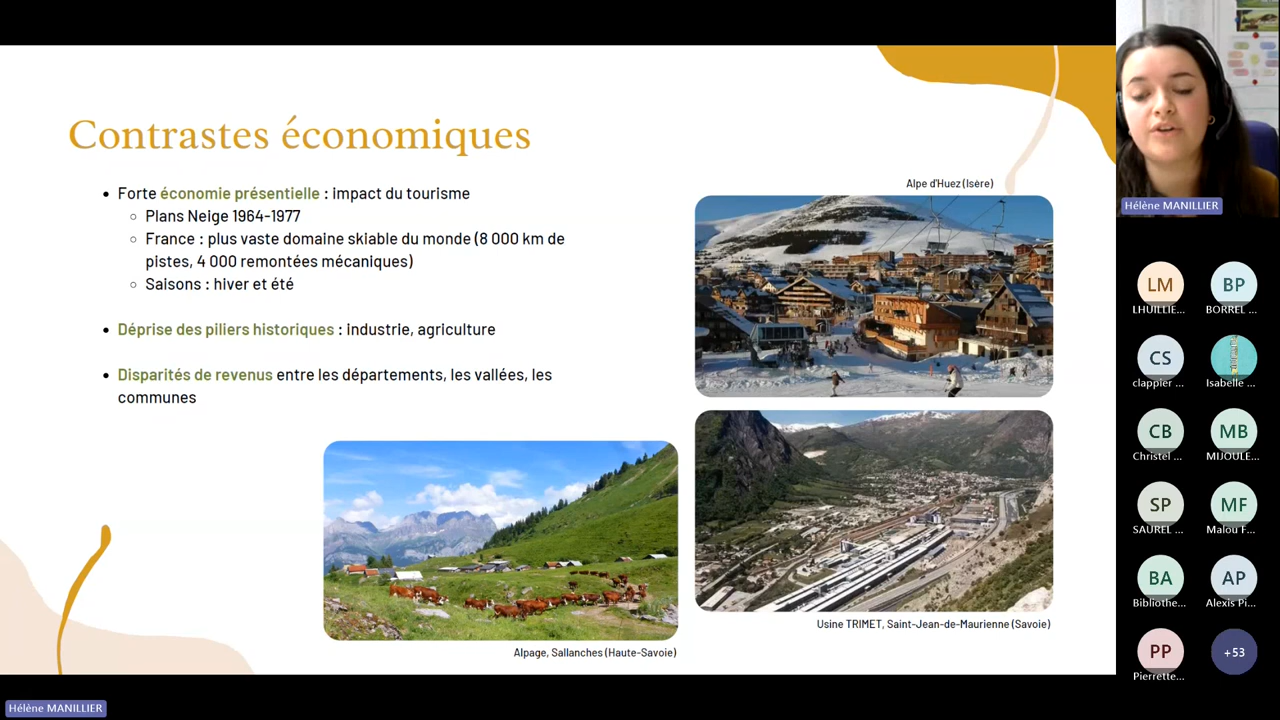 Contrastes économiques
• Forte économie présentielle : impact du tourisme
○ Plans Neige 1964-1977
○ France : plus vaste domaine skiable du monde (8 000 km de
pistes, 4 000 remontées mécaniques)
○ Saisons : hiver et été
• Déprise des piliers historiques : industrie, agriculture
• Disparités de revenus entre les départements, les vallées, les
communes
Alpe d'Huez (Isère)
Usine TRIMET, Saint-Jean-de-Maurienne (Savoie)
Alpage, Sallanches (Haute-Savoie)
Hélène MANILLIER
LM
LHUILLIE...
BP
BORREL ...
CS
clappier ...
Isabelle ...
CB
Christel ...
MB
MIJOULE...
SP
SAUREL ...
MF
Malou F...
BA
Bibliothe...
AP
Alexis Pi...
PP
Pierrette...
+53
Hélène MANILLIER